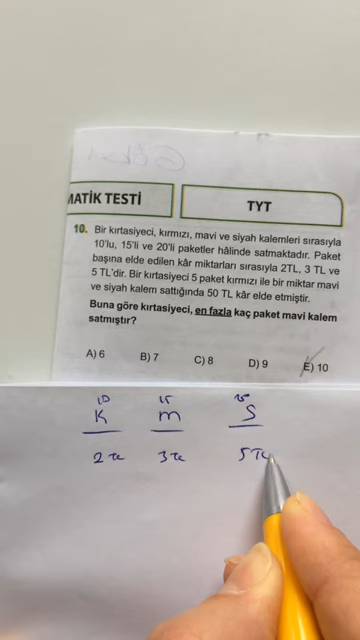 MATİK TESTİ
TYT
10. Bir kırtasiyeci, kırmızı, mavi ve siyah kalemleri sırasıyla
10'lu, 15'li ve 20'li paketler hâlinde satmaktadır. Paket
başına elde edilen kâr miktarları sırasıyla 2TL, 3 TL ve
5 TL'dir. Bir kırtasiyeci 5 paket kırmızı ile bir miktar mavi
ve siyah kalem sattığında 50 TL kâr elde etmiştir.
Buna göre kırtasiyeci, en fazla kaç paket mavi kalem
satmıştır?
A) 6 B) 7 C) 8 D) 9 E) 10
10 15
K m S
2 TL 3 TL 5 TL